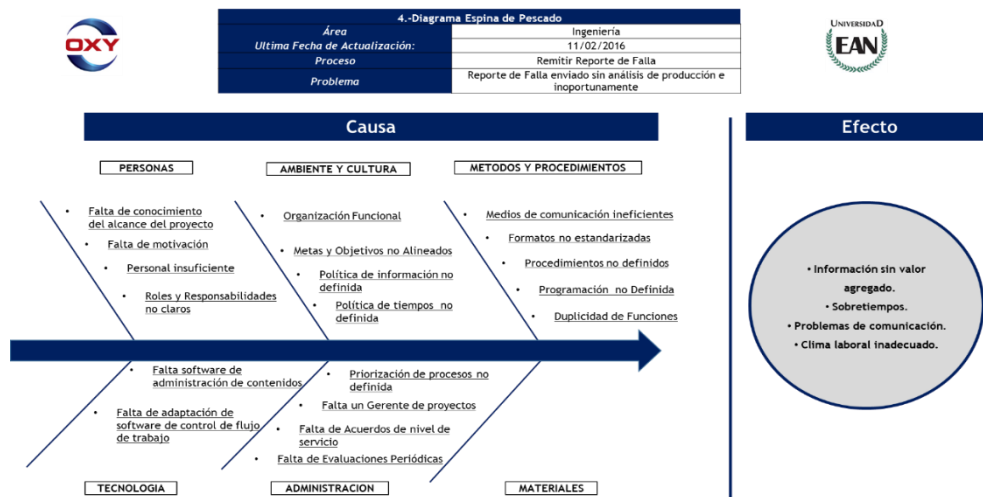 OXY
4.-Diagrama Espina de Pescado
Área
Ingeniería
Ultima Fecha de Actualización:
11/02/2016
Proceso
Remitir Reporte de Falla
Problema
Reporte de Falla enviado sin análisis de producción e
inoportunamente
UNIVERSIDAD
EAN
Causa
Efecto
PERSONAS
AMBIENTE Y CULTURA
METODOS Y PROCEDIMIENTOS
• Falta de conocimiento
del alcance del proyecto
• Falta de motivación
• Personal insuficiente
• Roles y Responsabilidades
no claros
• Organización Funcional
• Metas y Objetivos no Alineados
• Política de información no
definida
• Política de tiempos no
definida
• Medios de comunicación ineficientes
• Formatos no estandarizadas
• Procedimientos no definidos
• Programación no Definida
• Duplicidad de Funciones
• Información sin valor
agregado.
• Sobretiempos.
• Problemas de comunicación.
• Clima laboral inadecuado.
• Falta software de
administración de contenidos
• Falta de adaptación de
software de control de flujo
de trabajo
• Priorización de procesos no
definida
• Falta un Gerente de proyectos
• Falta de Acuerdos de nivel de
servicio
• Falta de Evaluaciones Periódicas
TECNOLOGIA
ADMINISTRACION
MATERIALES